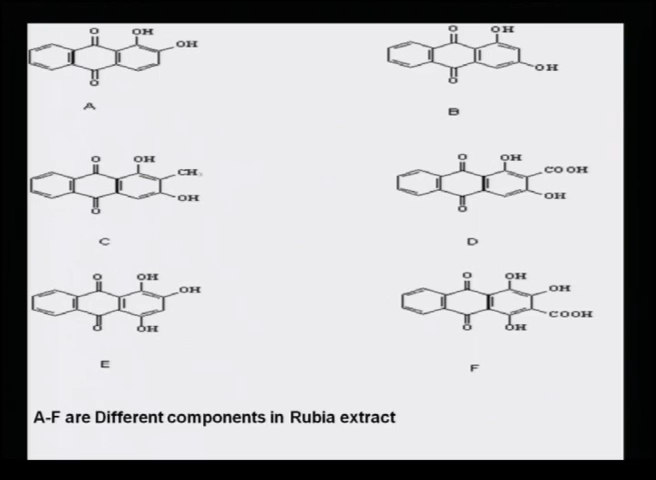 O OH OH
O
A
O OH
O OH
B
O OH CH₃
O OH
C
O OH COOH
O OH
D
O OH OH
O OH
E
O OH OH
O OH COOH
F
A-F are Different components in Rubia extract